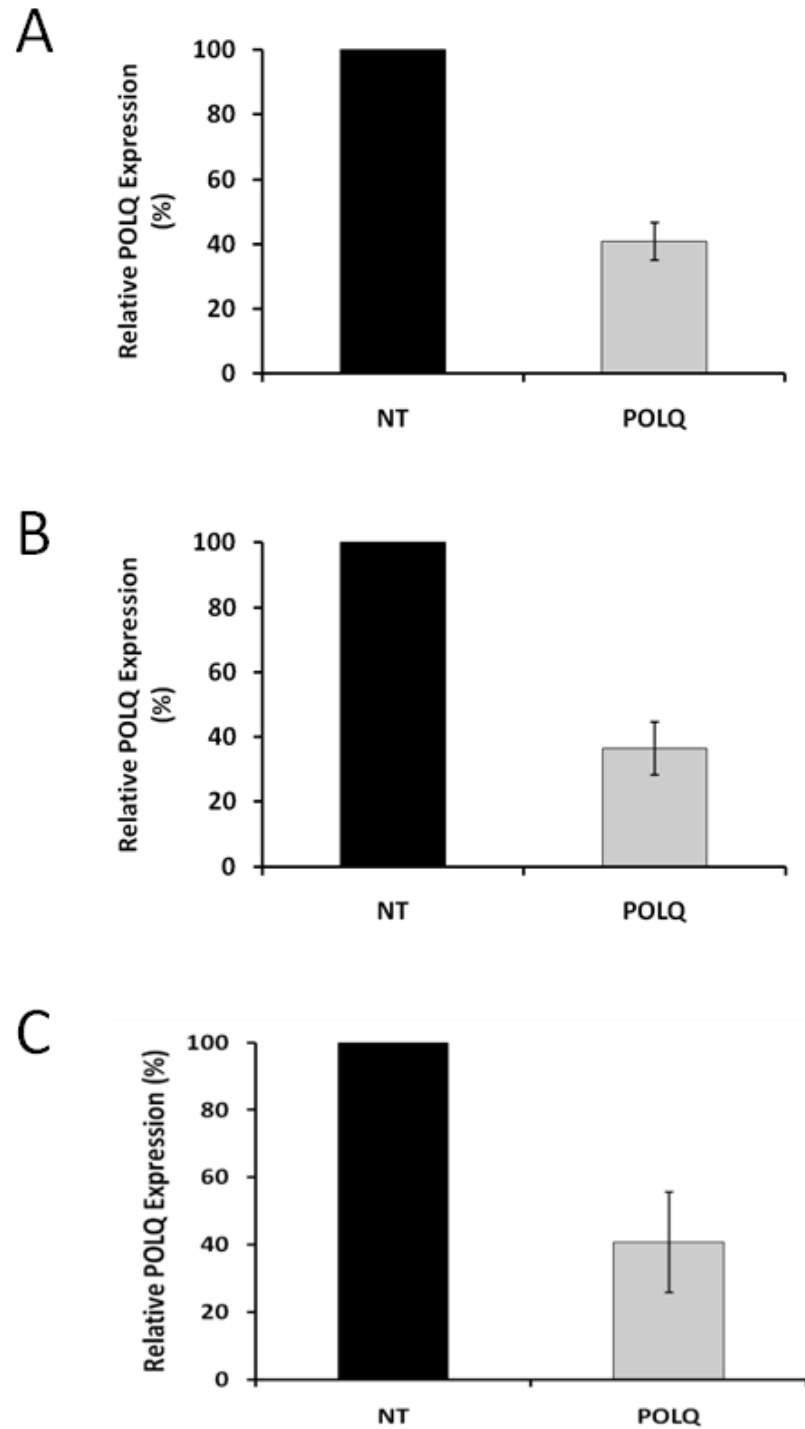 A
Relative POLQ Expression
(%)
100
80
60
40
20
0
NT POLQ
B
Relative POLQ Expression
(%)
100
80
60
40
20
0
NT POLQ
C
Relative POLQ Expression (%)
100
80
60
40
20
0
NT POLQ